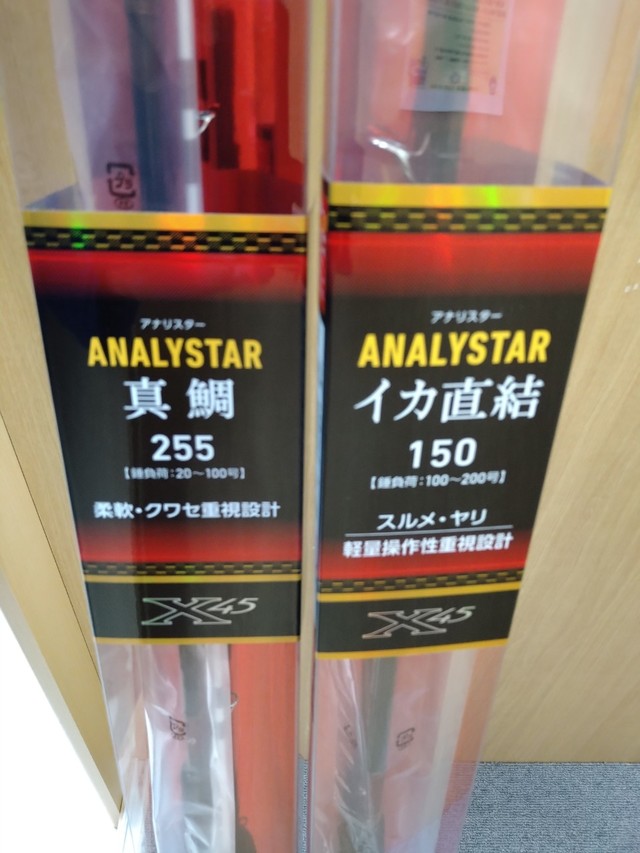 アナリスター
ANALYSTAR
真鯛
255
【錘負荷:20〜100号】
柔軟・クワセ重視設計
X45
アナリスター
ANALYSTAR
イカ直結
150
【錘負荷:100〜200号】
スルメ・ヤリ
軽量操作性重視設計
X45